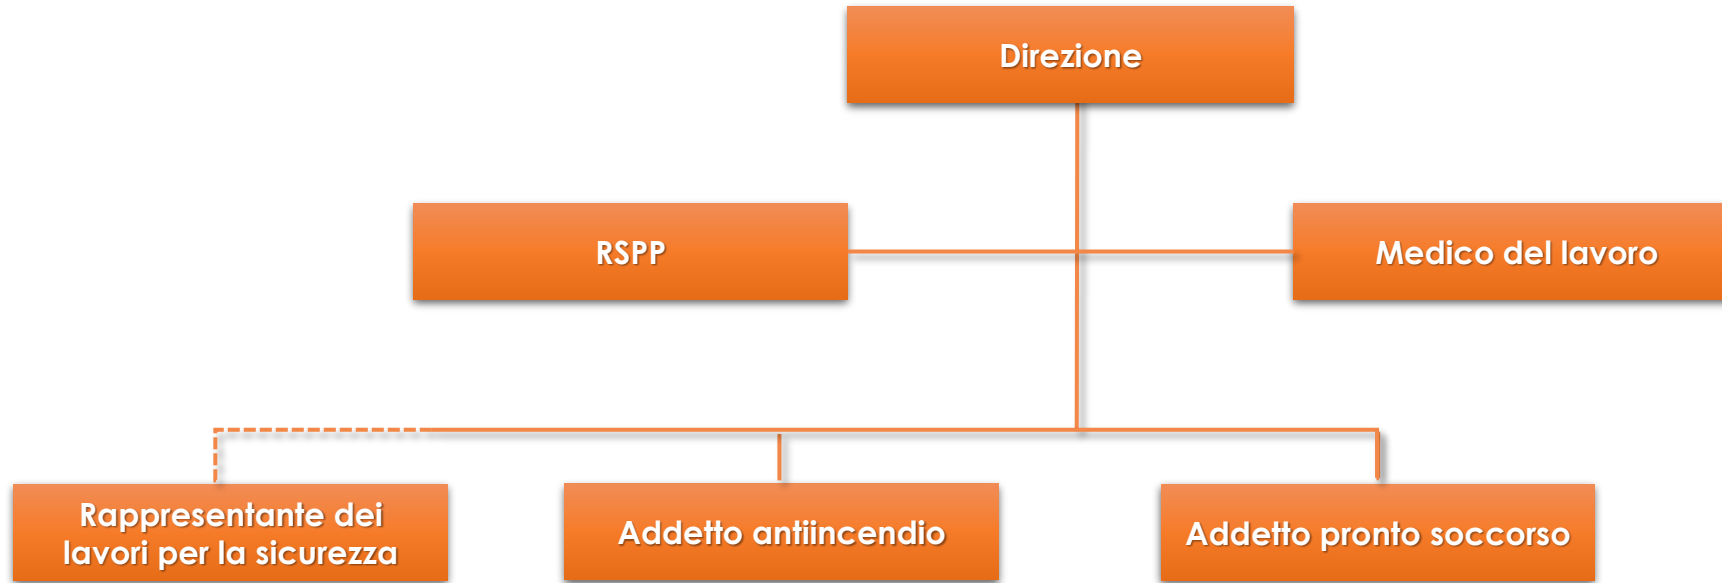 Direzione
RSPP
Medico del lavoro
Rappresentante dei
lavori per la sicurezza
Addetto antiincendio
Addetto pronto soccorso